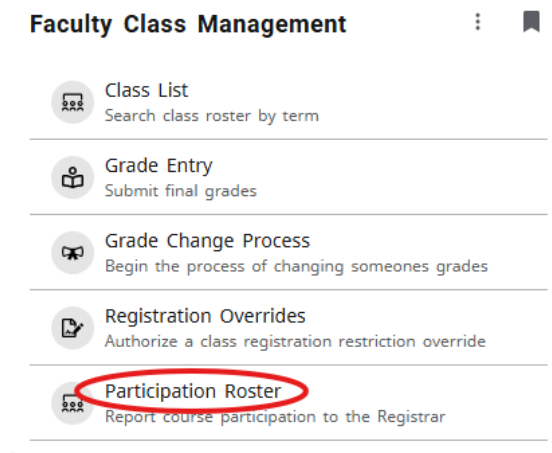 Faculty Class Management
Class List
Search class roster by term
Grade Entry
Submit final grades
Grade Change Process
Begin the process of changing someones grades
Registration Overrides
Authorize a class registration restriction override
Participation Roster
Report course participation to the Registrar